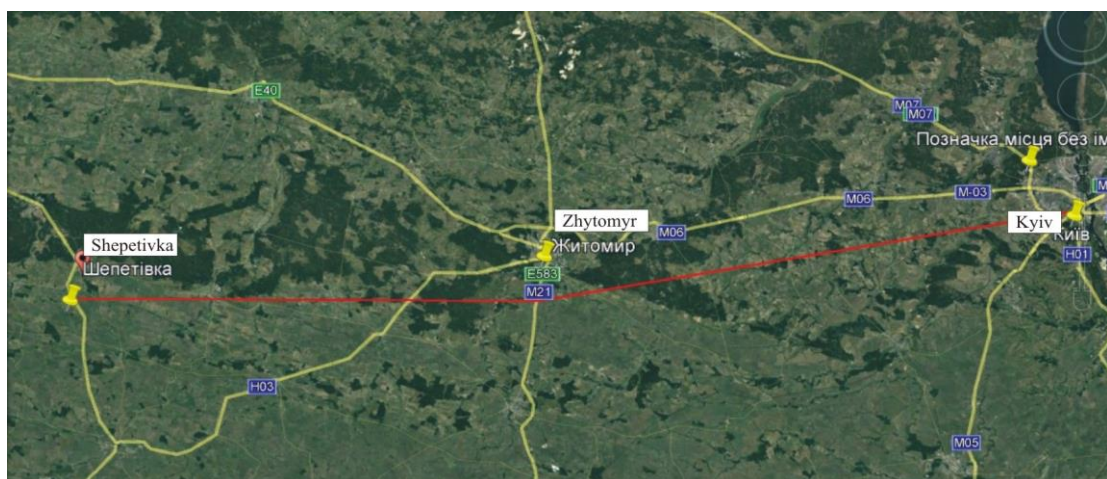 E40
M07
M07
Позначка місця без ім
M06
M-03
Zhytomyr
Kyiv
M06
Київ
Shepetivka
Житомир
Шепетівка
H01
E583
M21
H03
M05